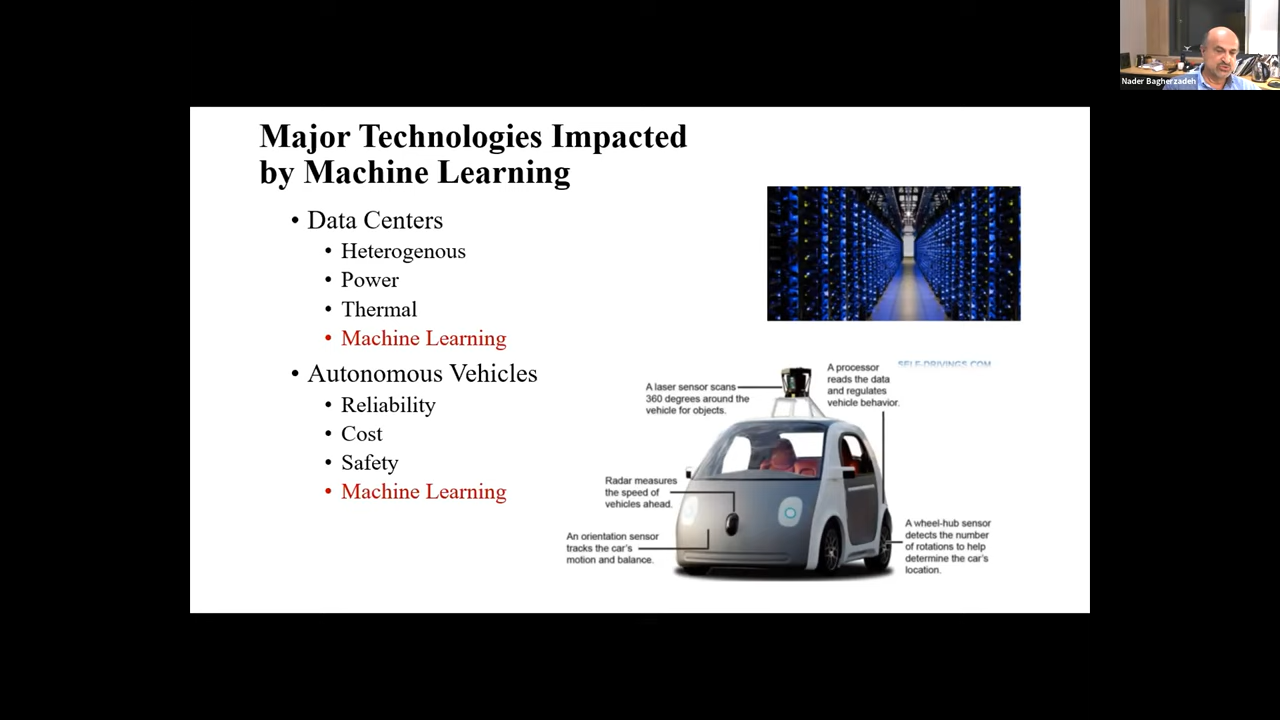 Nader Bagherzadeh
Major Technologies Impacted
by Machine Learning
• Data Centers
• Heterogenous
• Power
• Thermal
• Machine Learning
• Autonomous Vehicles
• Reliability
• Cost
• Safety
• Machine Learning
SELF-DRIVINGS.COM
A laser sensor scans
360 degrees around the
vehicle for objects.
A processor
reads the data
and regulates
vehicle behavior.
Radar measures
the speed of
vehicles ahead.
An orientation sensor
tracks the car's
motion and balance.
A wheel-hub sensor
detects the number
of rotations to help
determine the car's
location.